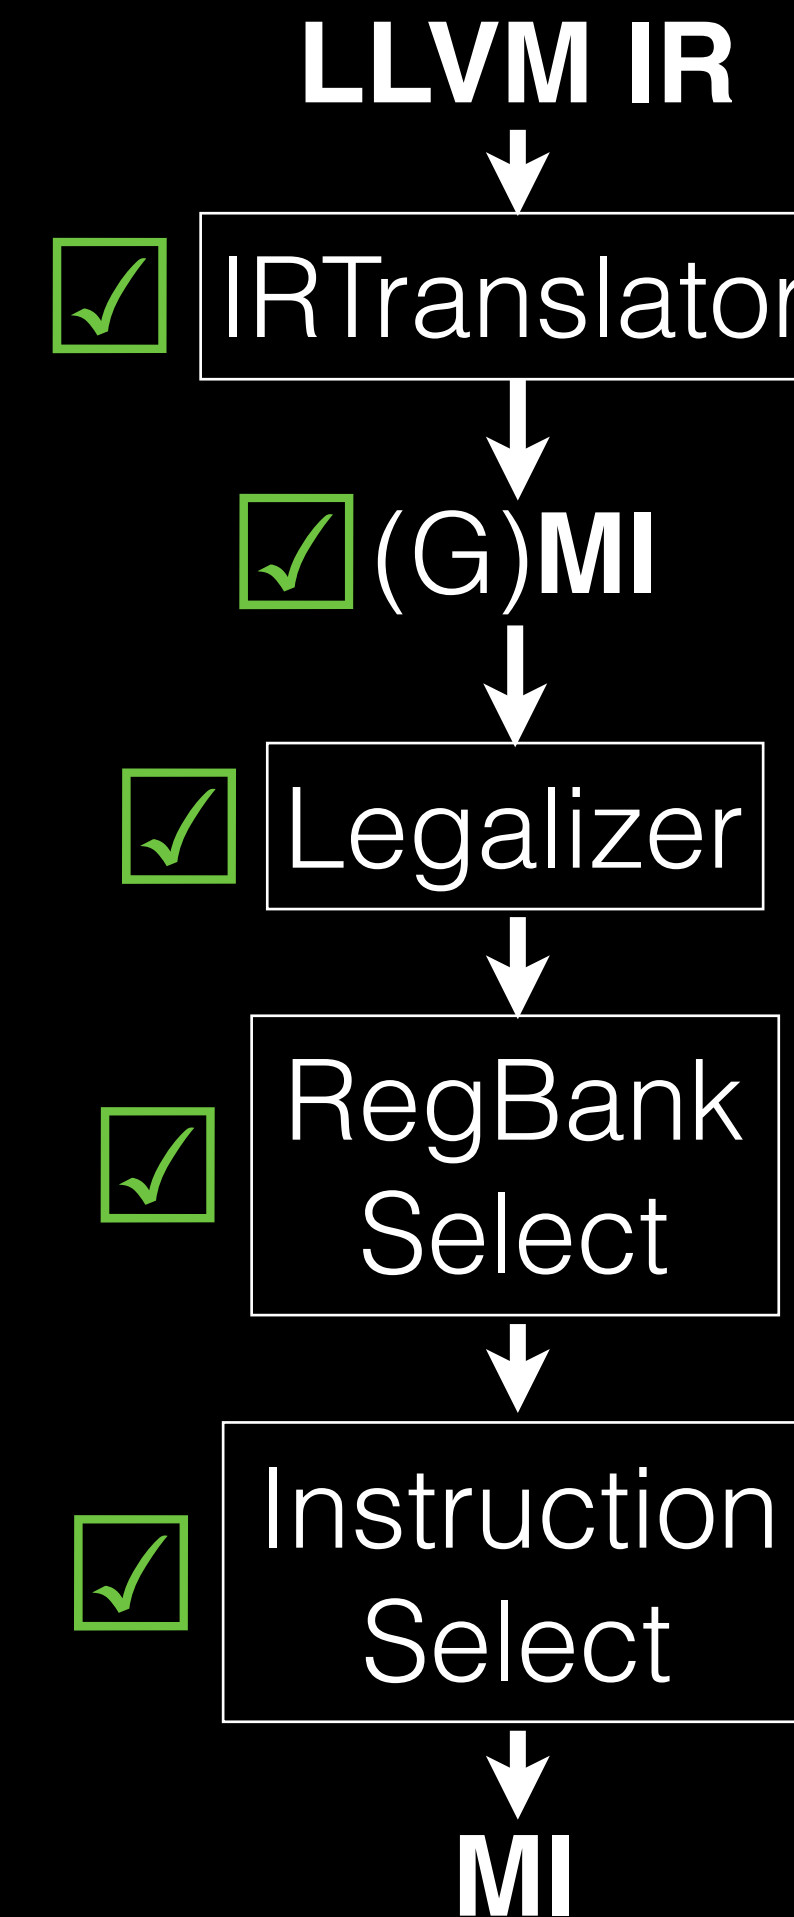 LLVM IR
IRTranslator
(G)MI
Legalizer
RegBank
Select
Instruction
Select
MI